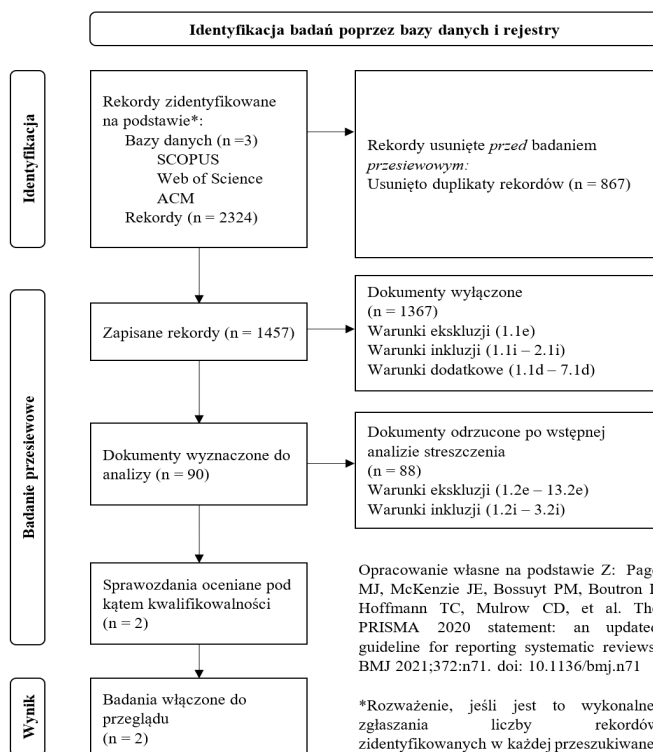 Identyfikacja badań poprzez bazy danych i rejestry
Identyfikacja
Rekordy zidentyfikowane
na podstawie*:
Bazy danych (n =3)
SCOPUS
Web of Science
ACM
Rekordy (n = 2324)
Rekordy usunięte przed badaniem
przesiewowym:
Usunięto duplikaty rekordów (n = 867)
Badanie przesiewowe
Zapisane rekordy (n = 1457)
Dokumenty wyłączone
(n = 1367)
Warunki ekskluzji (1.1e)
Warunki inkluzji (1.1i – 2.1i)
Warunki dodatkowe (1.1d – 7.1d)
Dokumenty wyznaczone do
analizy (n = 90)
Dokumenty odrzucone po wstępnej
analizie streszczenia
(n = 88)
Warunki ekskluzji (1.2e – 13.2e)
Warunki inkluzji (1.2i – 3.2i)
Sprawozdania oceniane pod
kątem kwalifikowalności
(n = 2)
Wynik
Badania włączone do
przeglądu
(n = 2)
Opracowanie własne na podstawie Z: Page
MJ, McKenzie JE, Bossuyt PM, Boutron
Hoffmann TC, Mulrow CD, et al. The
PRISMA 2020 statement: an updated
guideline for reporting systematic reviews
BMJ 2021;372:n71. doi: 10.1136/bmj.n71
*Rozważenie, jeśli jest to wykonalne
zgłaszania liczby rekordów
zidentyfikowanych w każdej przeszukiwane